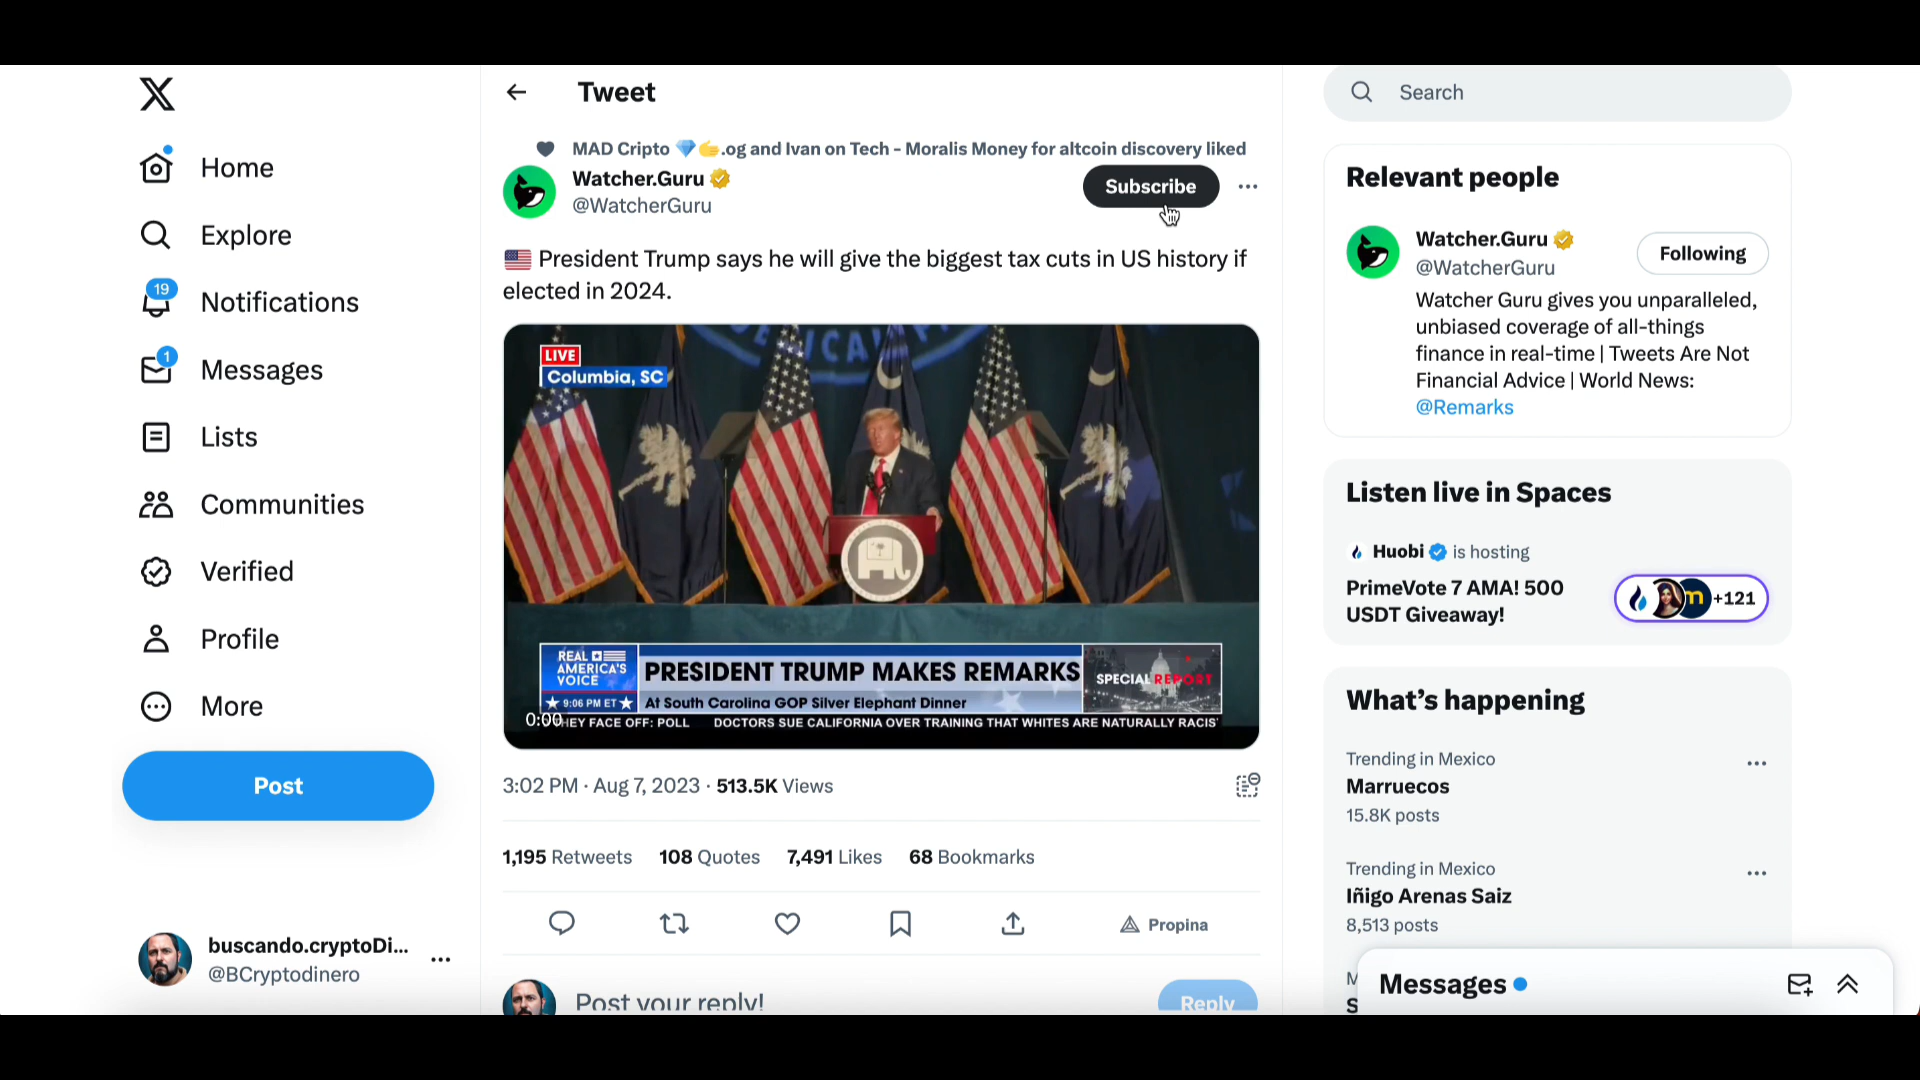 X
Home
Explore
19
Notifications
1
Messages
Lists
Communities
Verified
Profile
More
Post
buscando.cryptoDi...
@BCryptodinero
Tweet
MAD Cripto 💎🫱.og and Ivan on Tech - Moralis Money for altcoin discovery liked
Watcher.Guru
@WatcherGuru
Subscribe
🇺🇸 President Trump says he will give the biggest tax cuts in US history if
elected in 2024.
LIVE
Columbia, SC
REAL
AMERICA'S
VOICE
9:06 PM ET
PRESIDENT TRUMP MAKES REMARKS
At South Carolina GOP Silver Elephant Dinner
SPECIAL REPORT
0:00
HEY FACE OFF: POLL DOCTORS SUE CALIFORNIA OVER TRAINING THAT WHITES ARE NATURALLY RACIS
3:02 PM · Aug 7, 2023 · 513.5K Views
1,195 Retweets 108 Quotes 7,491 Likes 68 Bookmarks
Propina
Post your reply!
Reply
Search
Relevant people
Watcher.Guru
@WatcherGuru
Following
Watcher Guru gives you unparalleled,
unbiased coverage of all-things
finance in real-time | Tweets Are Not
Financial Advice | World News:
@Remarks
Listen live in Spaces
Huobi is hosting
PrimeVote 7 AMA! 500
USDT Giveaway!
m
+121
What's happening
Trending in Mexico
Marruecos
15.8K posts
Trending in Mexico
Iñigo Arenas Saiz
8,513 posts
Messages